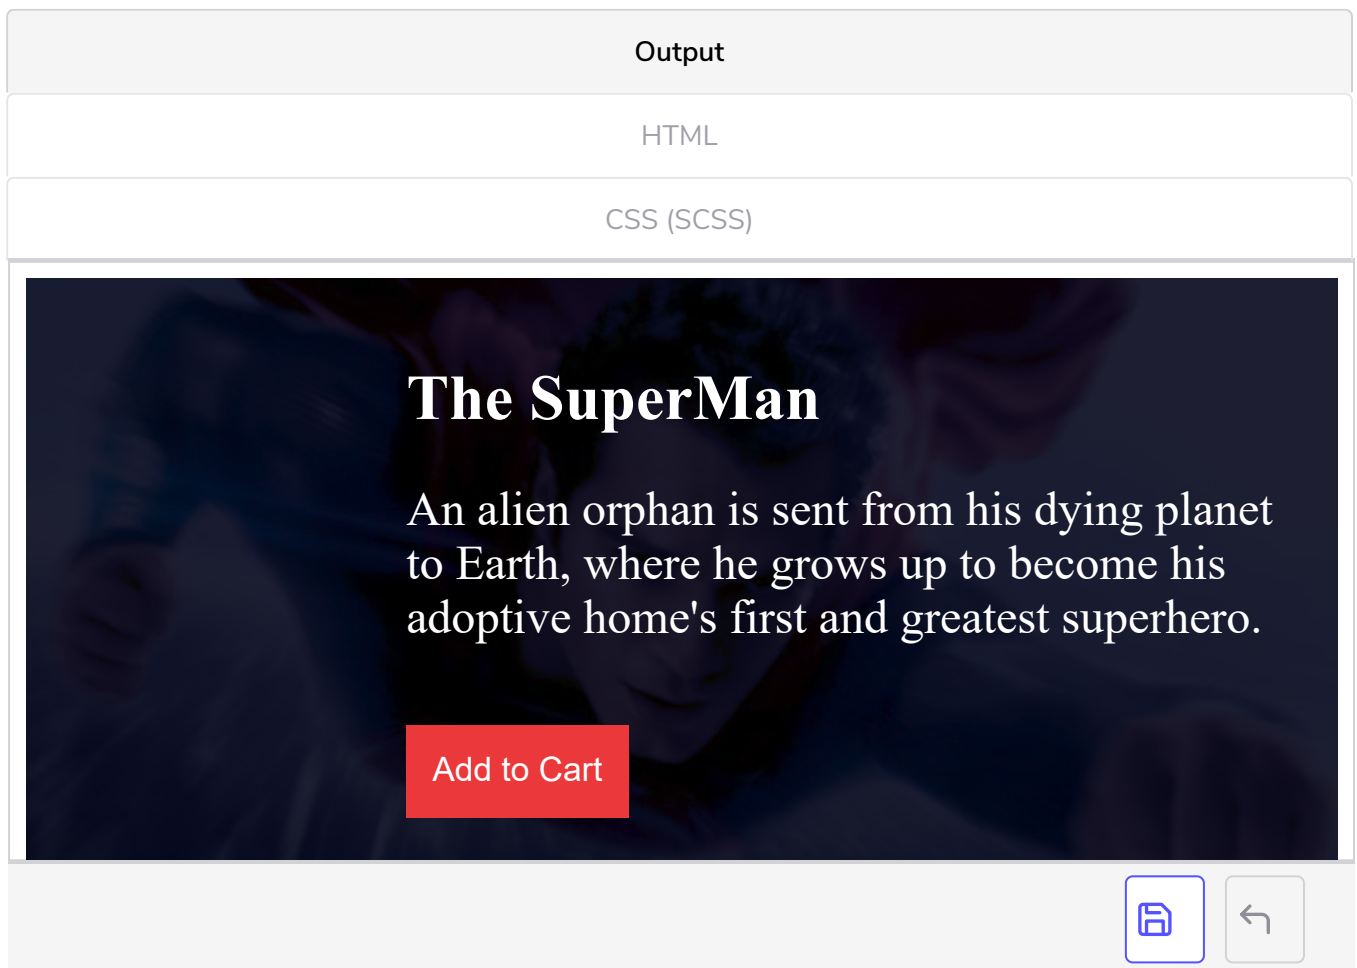 Output
HTML
CSS (SCSS)
The SuperMan
An alien orphan is sent from his dying planet
to Earth, where he grows up to become his
adoptive home's first and greatest superhero.
Add to Cart